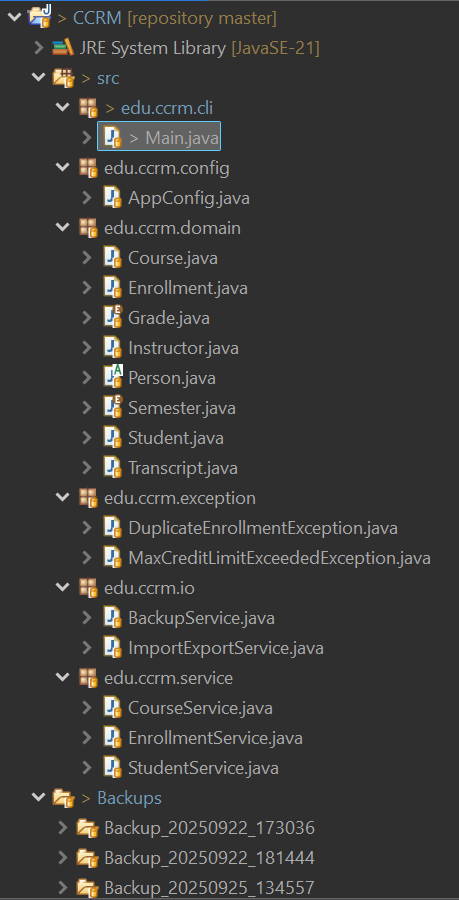 > CCRM [repository master]
JRE System Library [JavaSE-21]
> src
> edu.ccrm.cli
> Main.java
edu.ccrm.config
AppConfig.java
edu.ccrm.domain
Course.java
Enrollment.java
Grade.java
Instructor.java
Person.java
Semester.java
Student.java
Transcript.java
edu.ccrm.exception
DuplicateEnrollmentException.java
MaxCreditLimitExceededException.java
edu.ccrm.io
BackupService.java
ImportExportService.java
edu.ccrm.service
CourseService.java
EnrollmentService.java
StudentService.java
> Backups
Backup_20250922_173036
Backup_20250922_181444
Backup_20250925_134557